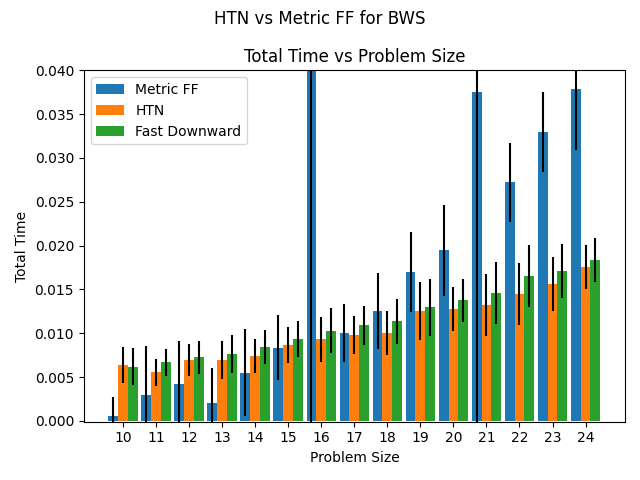 HTN vs Metric FF for BWS
Total Time vs Problem Size
Metric FF
HTN
Fast Downward
Total Time
0.040
0.035
0.030
0.025
0.020
0.015
0.010
0.005
0.000
10 11 12 13 14 15 16 17 18 19 20 21 22 23 24
Problem Size